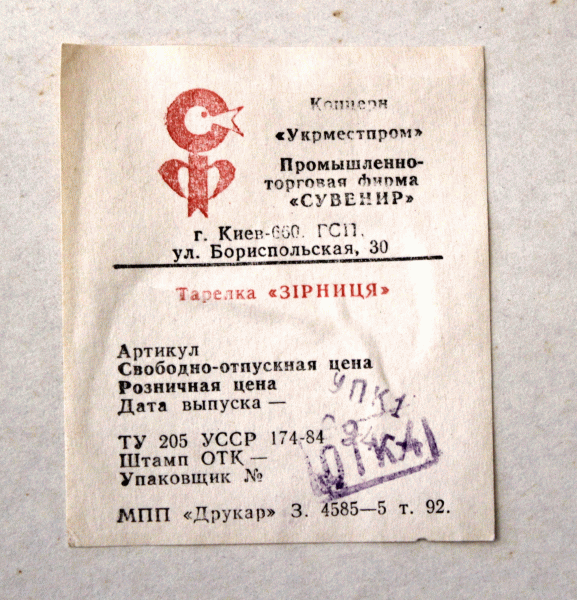 Концерн
«Укрместпром»
Промышленно-
торговая фирма
«СУВЕНИР»
г. Киев-660. ГСП.
ул. Бориспольская, 30
Тарелка «ЗІРНИЦЯ»
Артикул
Свободно-отпускная цена
Розничная цена
Дата выпуска —
ТУ 205 УССР 174-84
Штамп ОТК —
Упаковщик №
МПП «Друкар» З. 4585—5 т. 92.
УПК1
ОТК